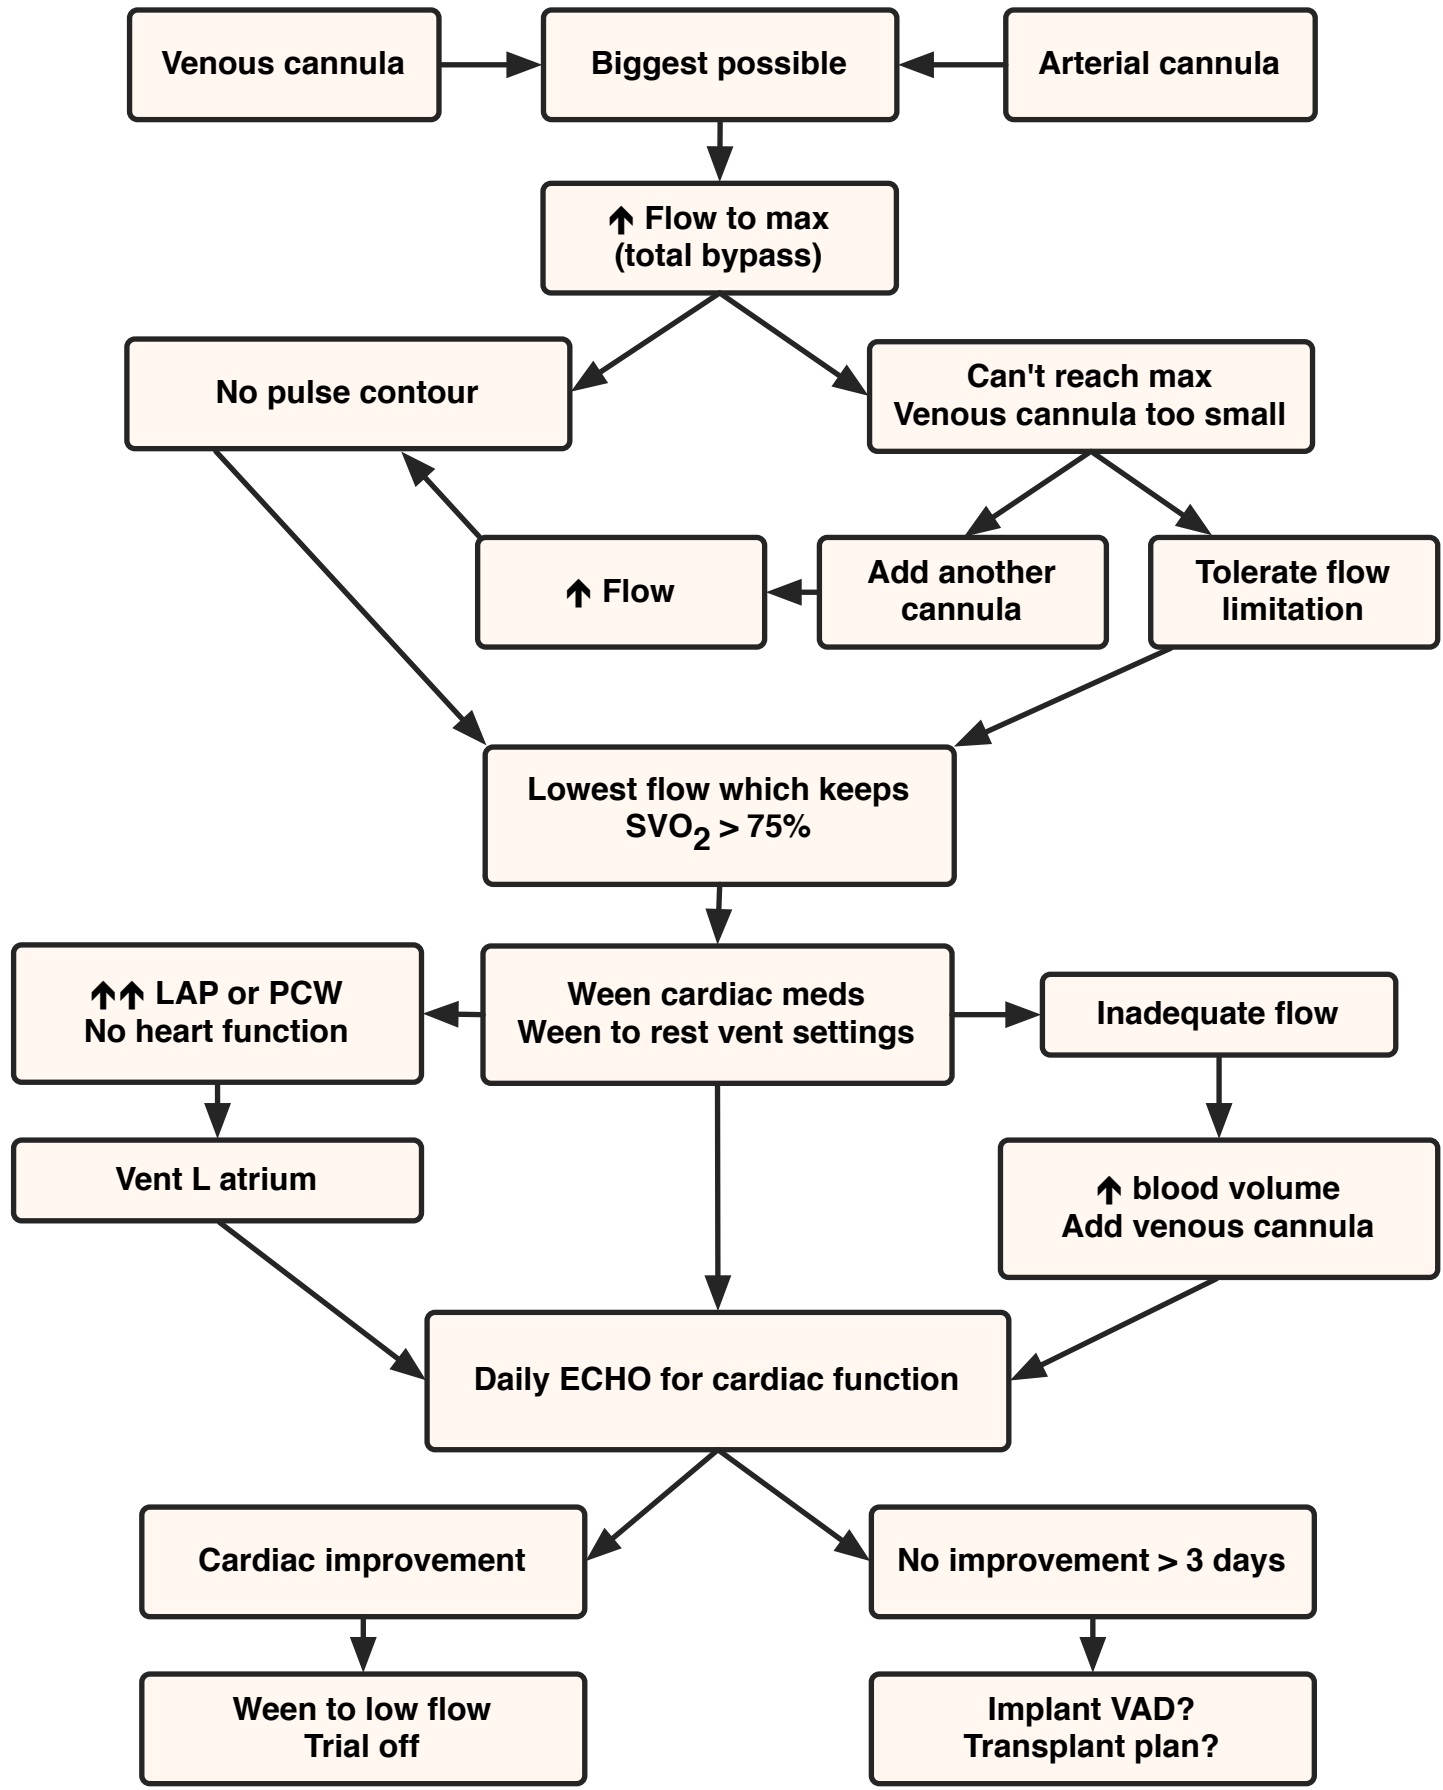 Venous cannula
Biggest possible
Arterial cannula
↑ Flow to max
(total bypass)
No pulse contour
Can't reach max
Venous cannula too small
↑ Flow
Add another
cannula
Tolerate flow
limitation
Lowest flow which keeps
SVO₂ > 75%
↑↑ LAP or PCW
No heart function
Ween cardiac meds
Ween to rest vent settings
Inadequate flow
Vent L atrium
↑ blood volume
Add venous cannula
Daily ECHO for cardiac function
Cardiac improvement
No improvement > 3 days
Ween to low flow
Trial off
Implant VAD?
Transplant plan?